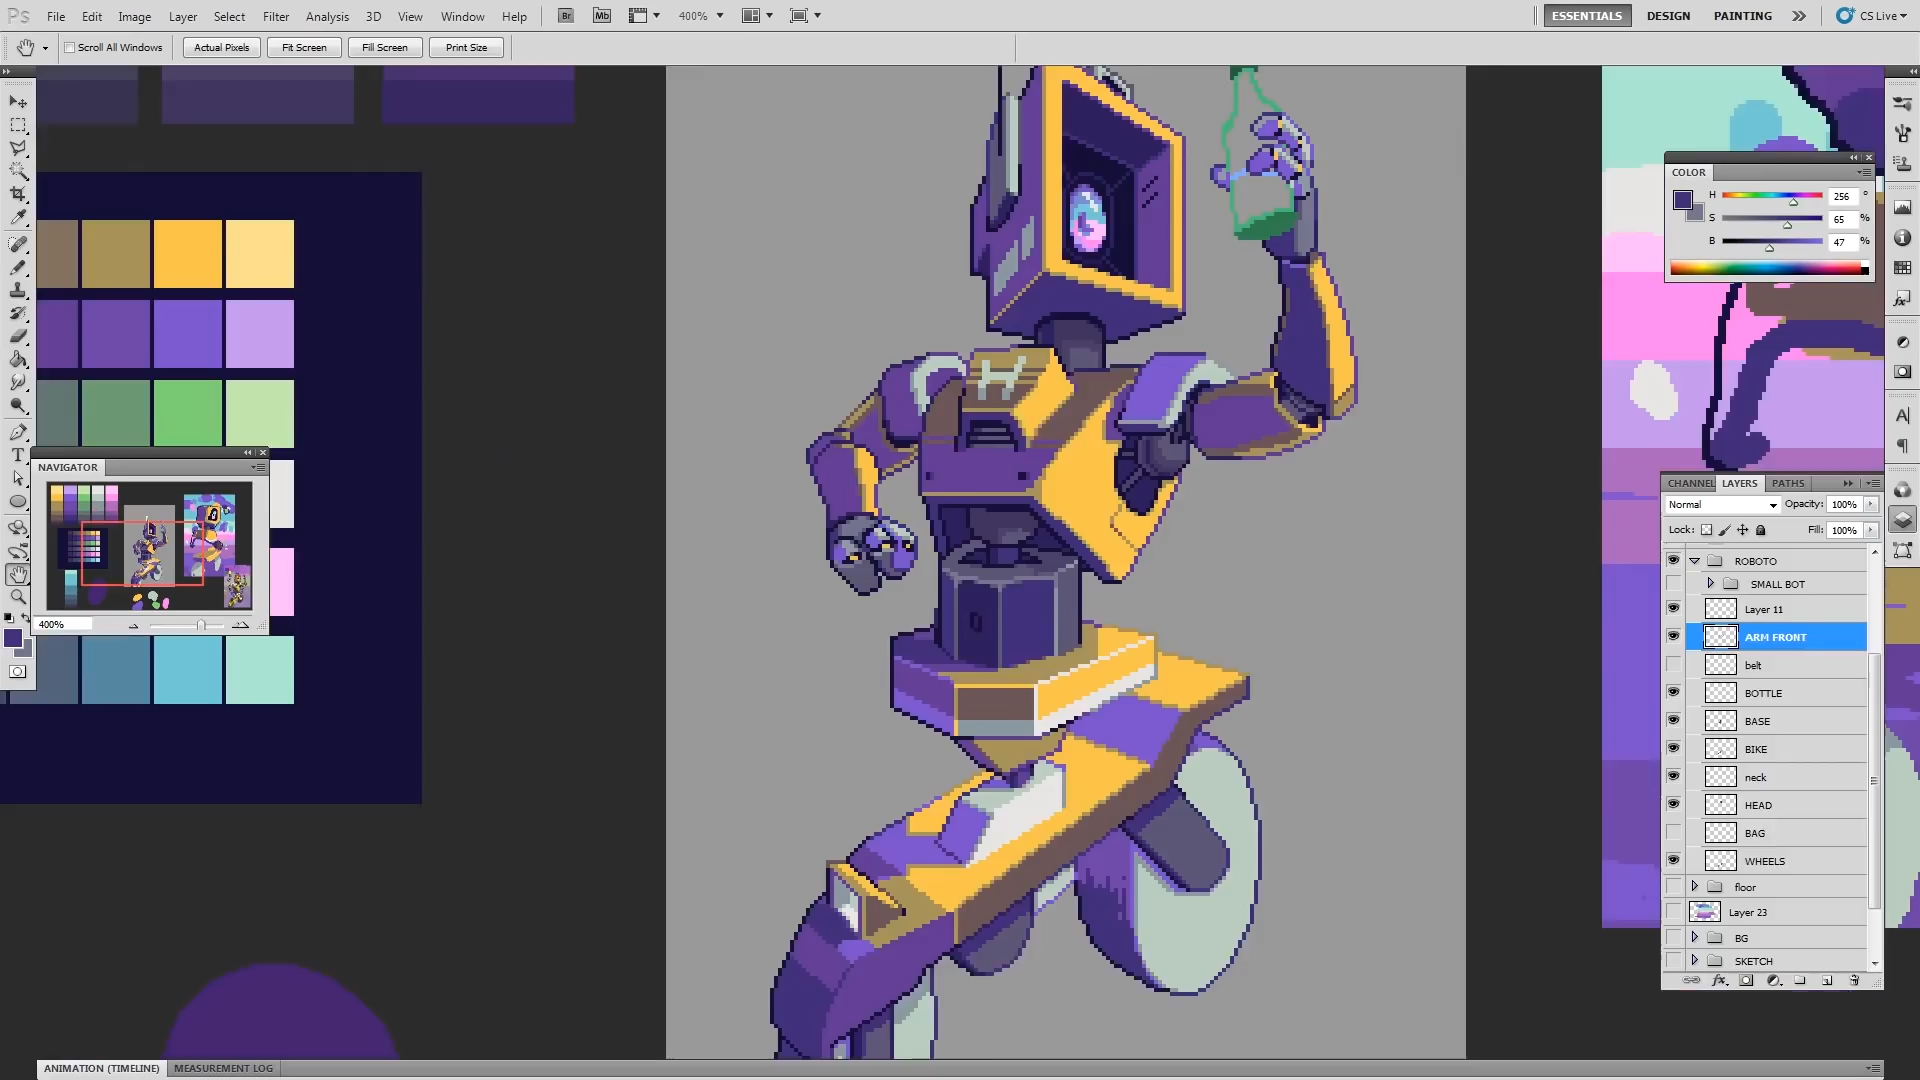 Ps File Edit Image Layer Select Filter Analysis 3D View Window Help Br Mb 400% ESSENTIALS DESIGN PAINTING CS Live
Scroll All Windows Actual Pixels Fit Screen Fill Screen Print Size
COLOR
H 256 °
S 65 %
B 47 %
H
NAVIGATOR
400%
CHANNEL LAYERS PATHS
Normal Opacity: 100%
Lock: Fill: 100%
ROBOTO
SMALL BOT
Layer 11
ARM FRONT
belt
BOTTLE
BASE
BIKE
neck
HEAD
BAG
WHEELS
floor
Layer 23
BG
SKETCH
ANIMATION (TIMELINE) MEASUREMENT LOG